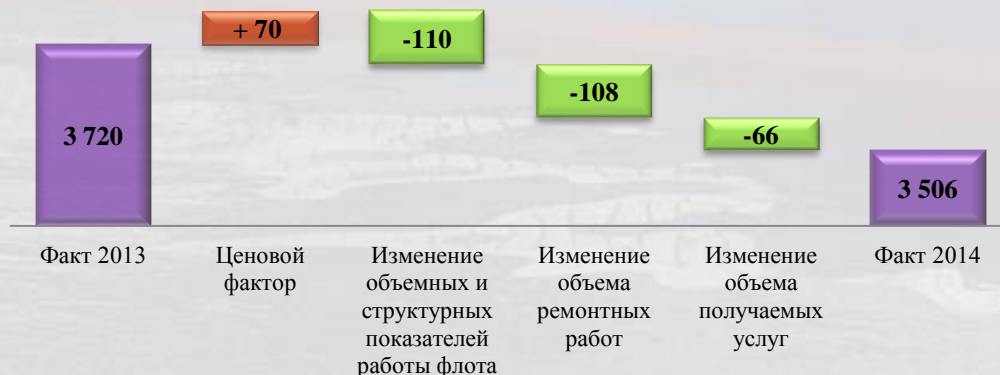 + 70
-110
-108
3 720
-66
3 506
Факт 2013
Ценовой
фактор
Изменение
объемных и
структурных
показателей
работы флота
Изменение
объема
ремонтных
работ
Изменение
объема
получаемых
услуг
Факт 2014